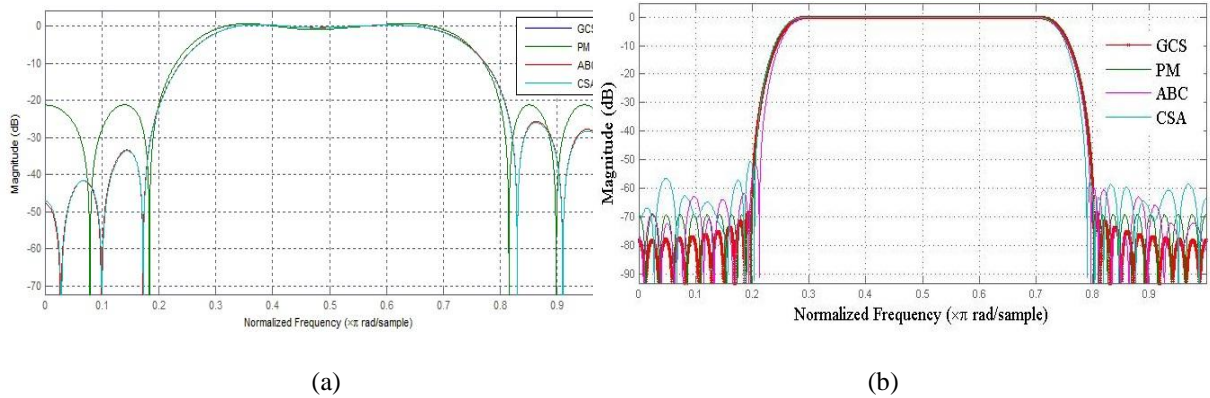 0
-10
-20
-30
-40
-50
-60
-70
Magnitude (dB)
0 0.1 0.2 0.3 0.4 0.5 0.6 0.7 0.8 0.9
Normalized Frequency (×π rad/sample)
GCS
PM
ABC
CSA
(a)
0
-10
-20
-30
-40
-50
-60
-70
-80
-90
Magnitude (dB)
0 0.1 0.2 0.3 0.4 0.5 0.6 0.7 0.8 0.9
Normalized Frequency (×π rad/sample)
GCS
PM
ABC
CSA
(b)